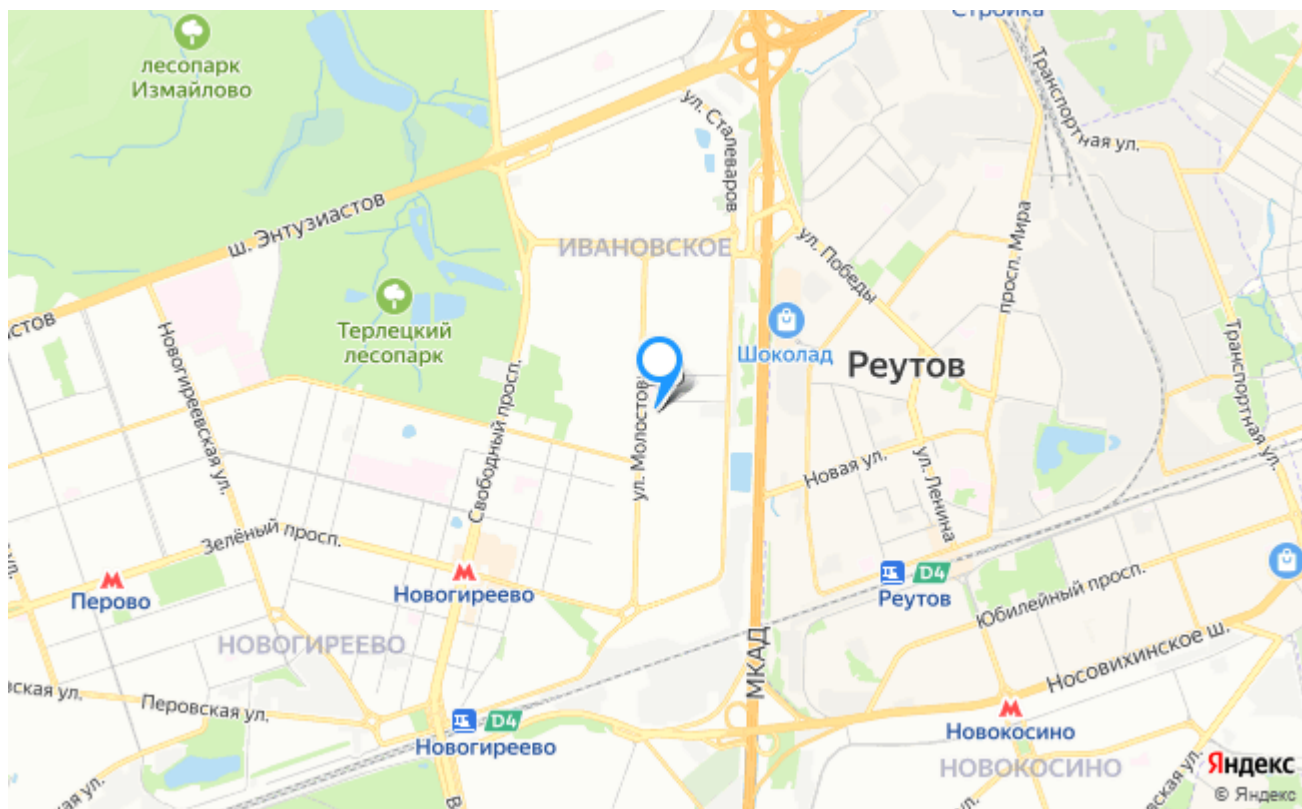 Стройка
лесопарк
Измайлово
Транспортная ул.
ул. Сталеваров
ш. Энтузиастов
просп. Мира
ИВАНОВСКОЕ
ул. Победы
Терлецкий
лесопарк
Шоколад
Реутов
Транспортная ул.
Новогиреевская ул.
Свободный просп.
ул. Молостов
Новая ул.
ул. Ленина
Зелёный просп.
Перово
Новогиреево
D4
Реутов
Юбилейный просп.
НОВОГИРЕЕВО
МКАД
Носовихинское ш.
Перовская ул.
D4
Новогиреево
Новокосино
НОВОКОСИНО
Яндекс
© Яндекс